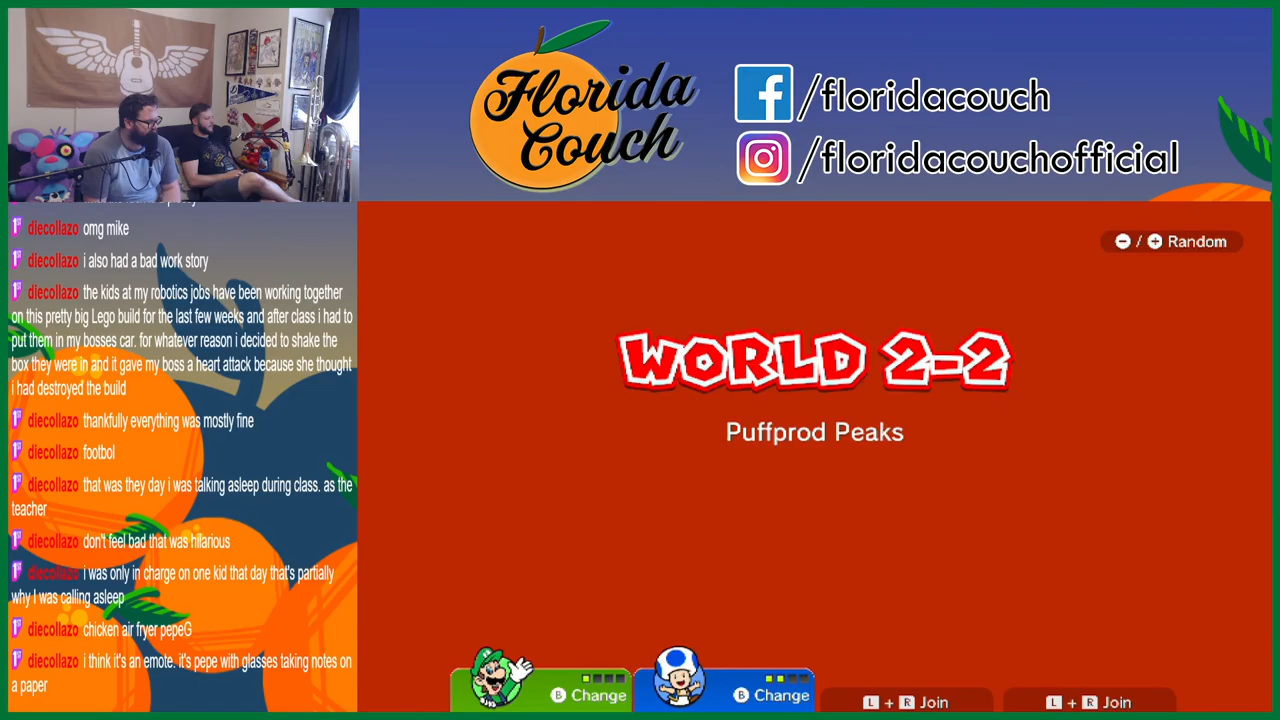 Florida
Couch
/floridacouch
/floridacouchofficial
diecollazo omg mike
diecollazo i also had a bad work story
diecollazo the kids at my robotics jobs have been working together
on this pretty big Lego build for the last few weeks and after class i had to
put them in my bosses car. for whatever reason i decided to shake the
box they were in and it gave my boss a heart attack because she thought
i had destroyed the build
diecollazo thankfully everything was mostly fine
diecollazo footbol
diecollazo that was they day i was talking asleep during class. as the
teacher
diecollazo don't feel bad that was hilarious
diecollazo i was only in charge on one kid that day that's partially
why I was calling asleep
diecollazo chicken air fryer pepeG
diecollazo i think it's an emote. it's pepe with glasses taking notes on
a paper
- / + Random
WORLD 2-2
Puffprod Peaks
B Change
B Change
L + R Join
L + R Join